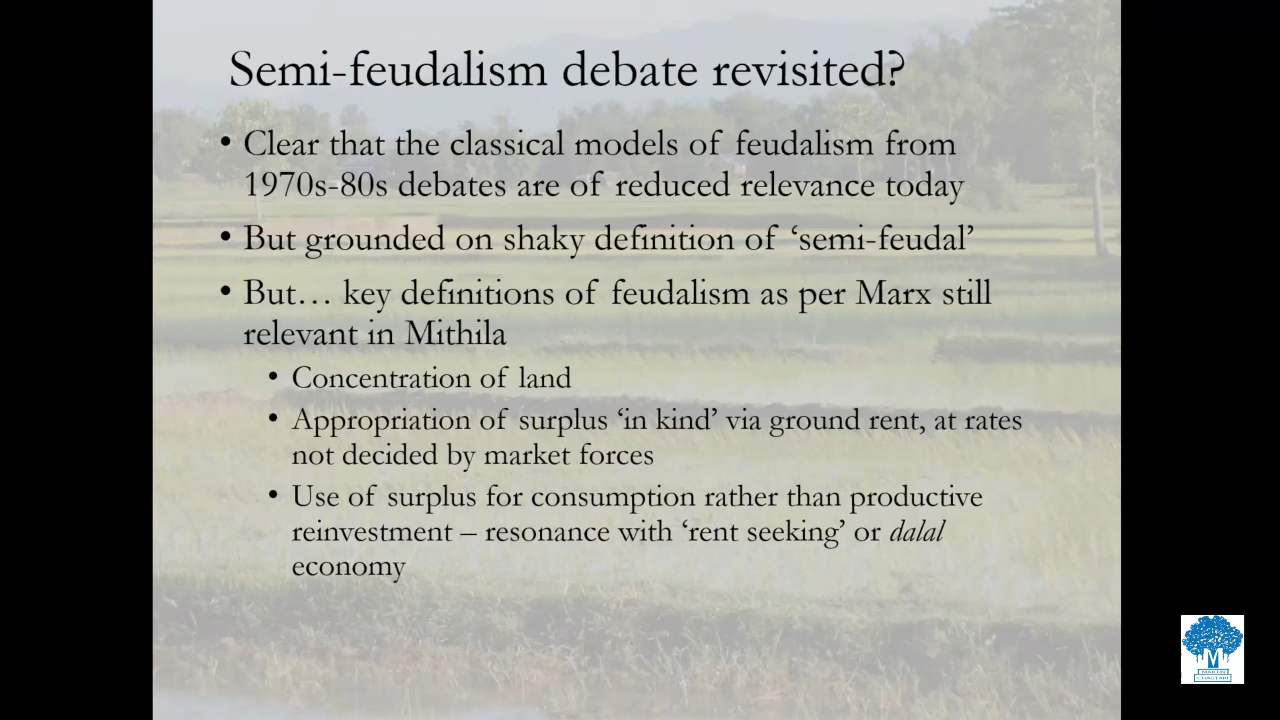 Semi-feudalism debate revisited?
• Clear that the classical models of feudalism from
1970s-80s debates are of reduced relevance today
• But grounded on shaky definition of ‘semi-feudal’
• But… key definitions of feudalism as per Marx still
relevant in Mithila
• Concentration of land
• Appropriation of surplus ‘in kind’ via ground rent, at rates
not decided by market forces
• Use of surplus for consumption rather than productive
reinvestment – resonance with ‘rent seeking’ or dalal
economy
M
MARTIN
CHAUTARI